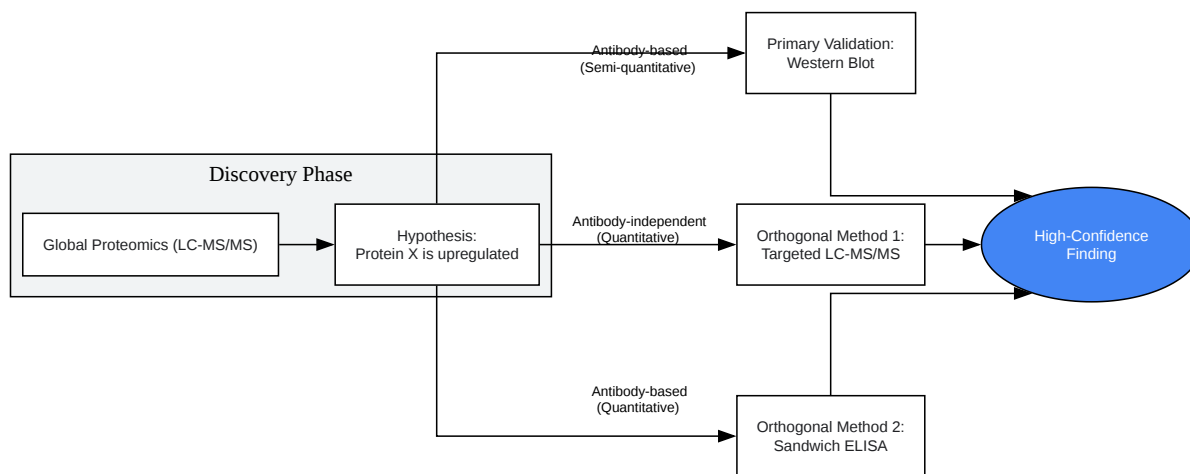 Antibody-based
(Semi-quantitative)
Primary Validation:
Western Blot
Discovery Phase
Global Proteomics (LC-MS/MS)
Hypothesis:
Protein X is upregulated
Antibody-independent
(Quantitative)
Orthogonal Method 1:
Targeted LC-MS/MS
High-Confidence
Finding
Antibody-based
(Quantitative)
Orthogonal Method 2:
Sandwich ELISA